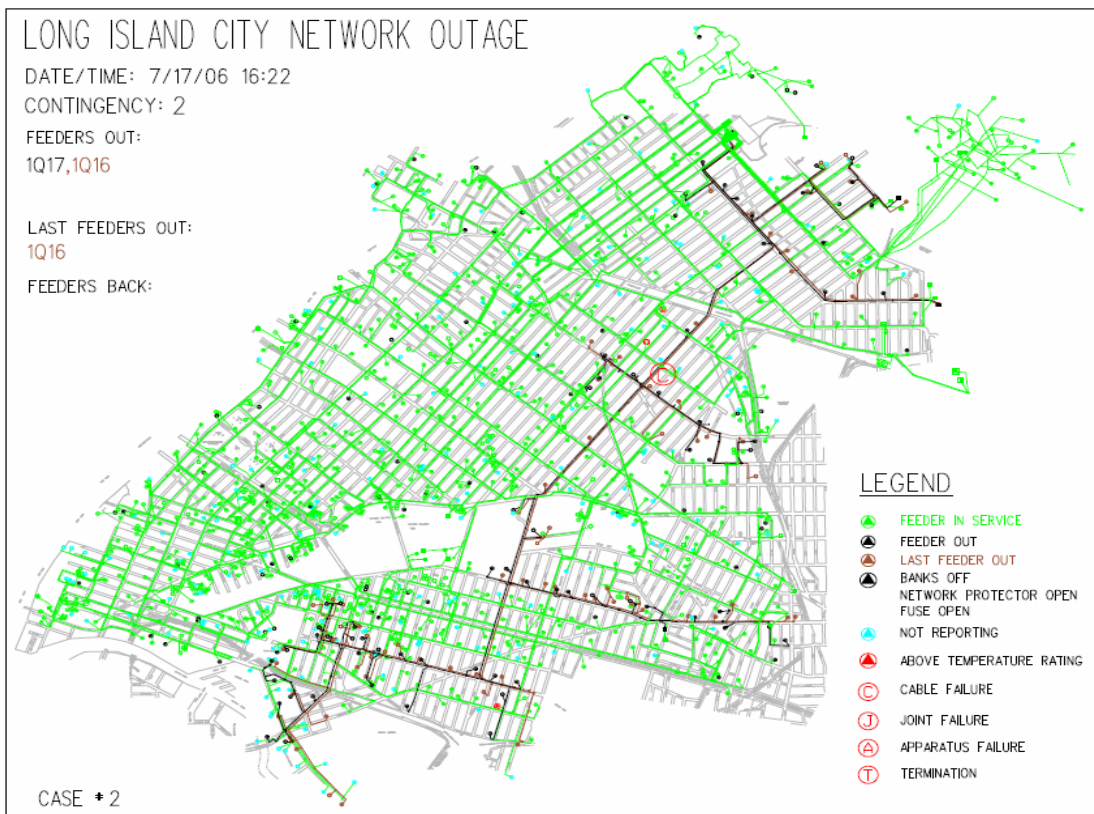 LONG ISLAND CITY NETWORK OUTAGE
DATE/TIME: 7/17/06 16:22
CONTINGENCY: 2
FEEDERS OUT:
1Q17,1Q16
LAST FEEDERS OUT:
1Q16
FEEDERS BACK:
C
LEGEND
FEEDER IN SERVICE
FEEDER OUT
LAST FEEDER OUT
BANKS OFF
NETWORK PROTECTOR OPEN
FUSE OPEN
NOT REPORTING
ABOVE TEMPERATURE RATING
C CABLE FAILURE
J JOINT FAILURE
A APPARATUS FAILURE
T TERMINATION
CASE #2